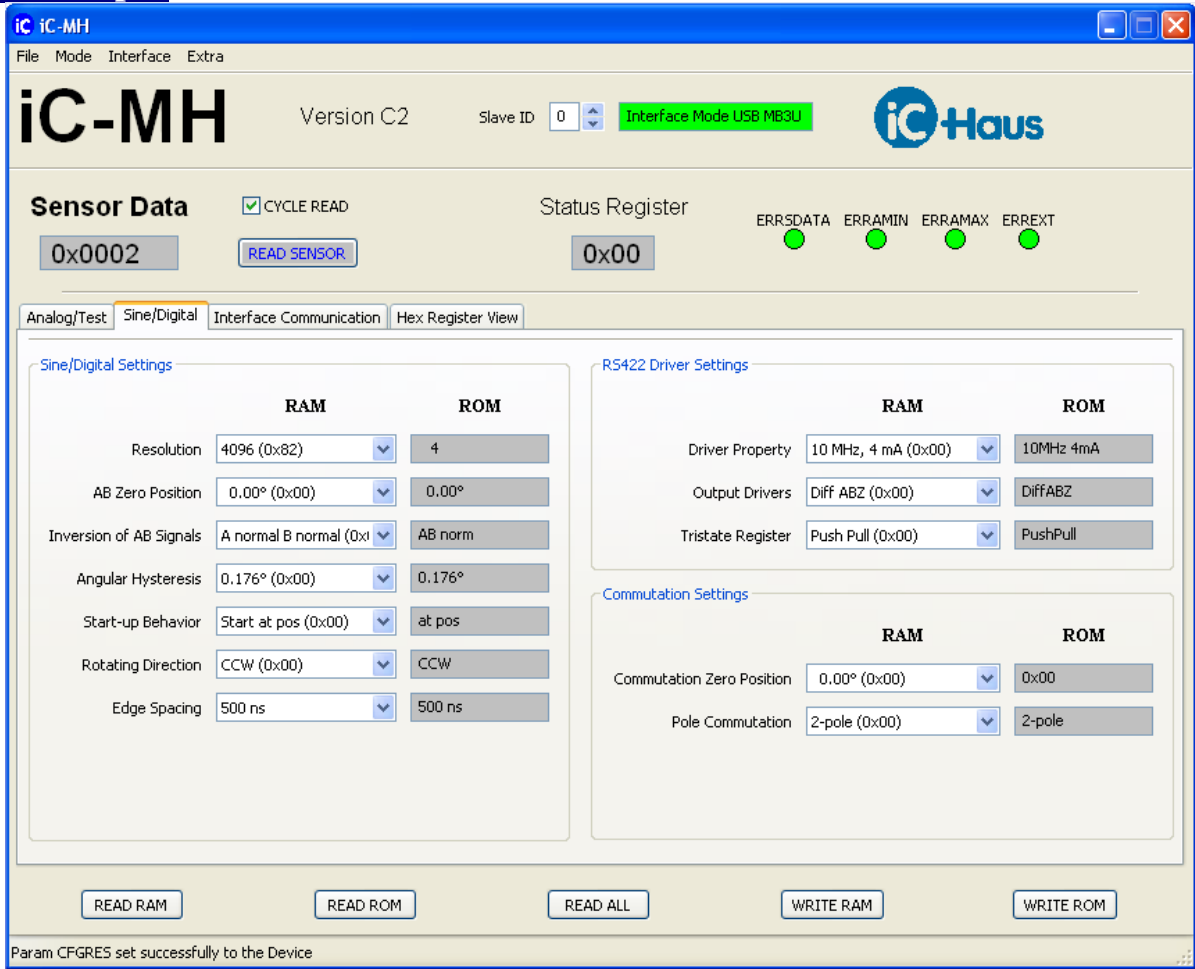 iC-MH
File Mode Interface Extra
iC-MH Version C2 Slave ID 0 Interface Mode USB MB3U iC Haus
Sensor Data CYCLE READ Status Register ERRSDATA ERRAMIN ERRAMAX ERREXT
0x0002 READ SENSOR 0x00
Analog/Test Sine/Digital Interface Communication Hex Register View
Sine/Digital Settings
RAM ROM
Resolution 4096 (0x82) 4
AB Zero Position 0.00° (0x00) 0.00°
Inversion of AB Signals A normal B normal (0x AB norm
Angular Hysteresis 0.176° (0x00) 0.176°
Start-up Behavior Start at pos (0x00) at pos
Rotating Direction CCW (0x00) CCW
Edge Spacing 500 ns 500 ns
RS422 Driver Settings
RAM ROM
Driver Property 10 MHz, 4 mA (0x00) 10MHz 4mA
Output Drivers Diff ABZ (0x00) DiffABZ
Tristate Register Push Pull (0x00) PushPull
Commutation Settings
RAM ROM
Commutation Zero Position 0.00° (0x00) 0x00
Pole Commutation 2-pole (0x00) 2-pole
READ RAM READ ROM READ ALL WRITE RAM WRITE ROM
Param CFGRES set successfully to the Device